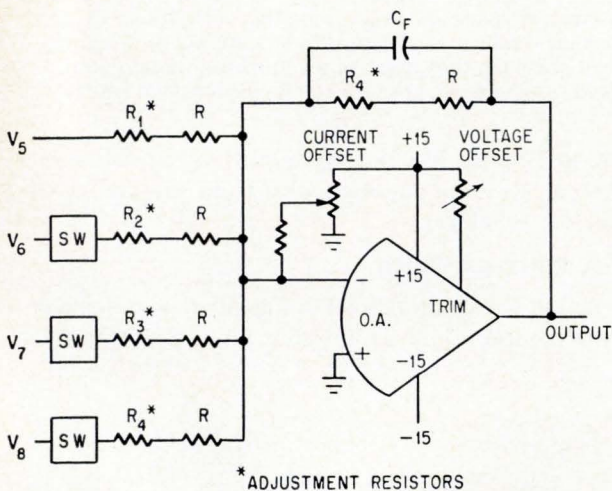 C_F
R_4* R
R_1* R
V_5
CURRENT OFFSET
+15
VOLTAGE OFFSET
R_2* R
V_6 SW
+15
TRIM
−
O.A.
OUTPUT
R_3* R
V_7 SW
+
−15
R_4* R
V_8 SW
−15
*ADJUSTMENT RESISTORS